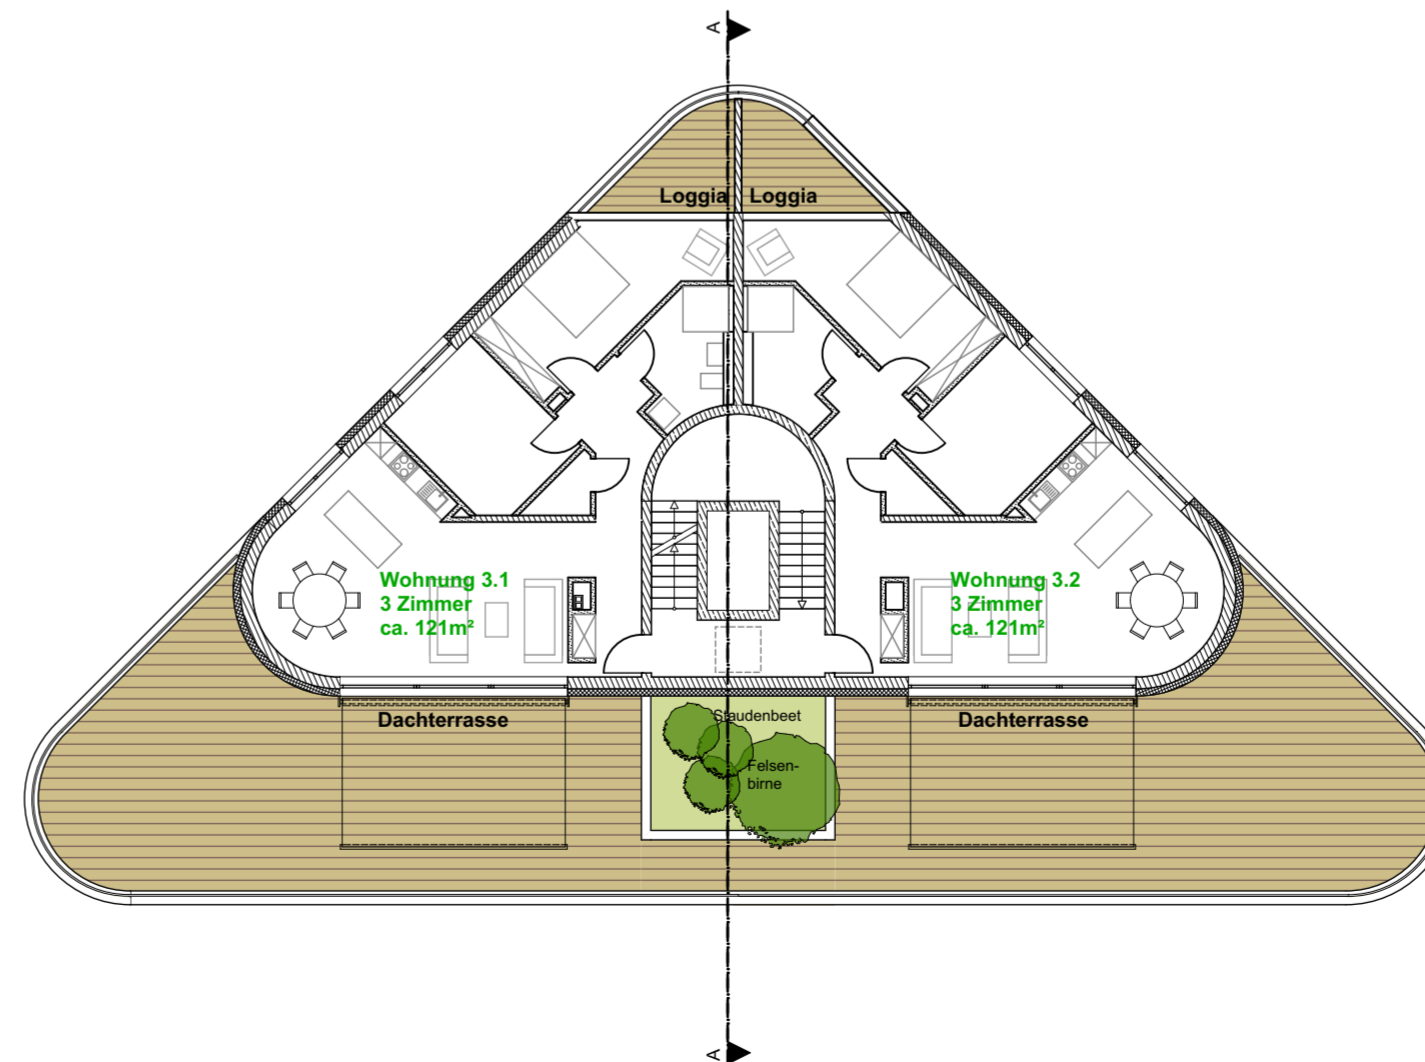 A
Loggia
Loggia
Wohnung 3.1
3 Zimmer
ca. 121m²
Wohnung 3.2
3 Zimmer
ca. 121m²
Dachterrasse
Staudenbeet
Dachterrasse
Felsen-
birne
A